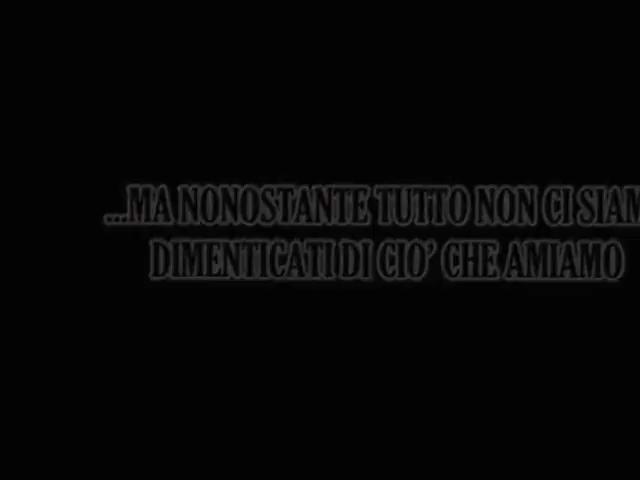 ...MA NONOSTANTE TUTTO NON CI SIAM
DIMENTICATI DI CIO' CHE AMIAMO